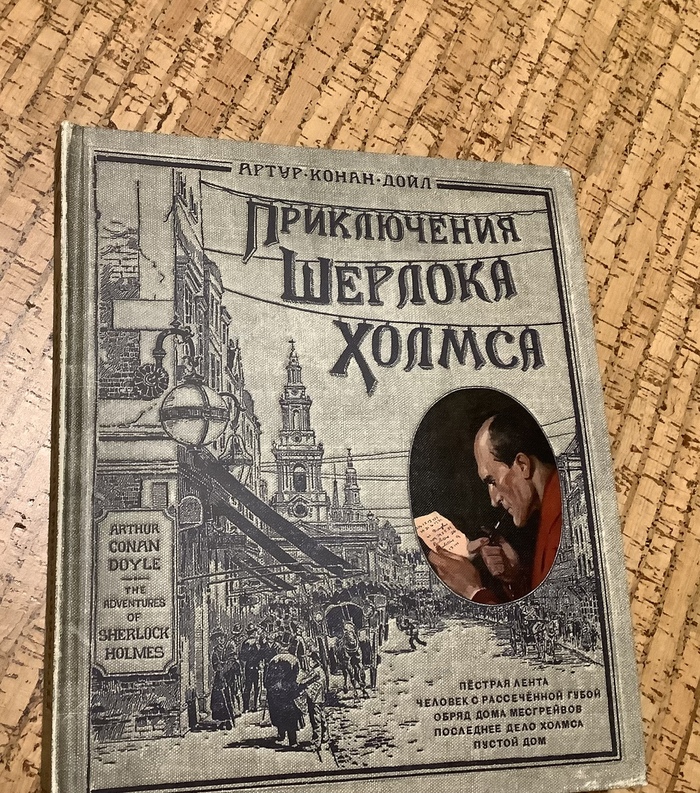 АРТУР·КОНАН·ДОЙЛ
ПРИКЛЮЧЕНИЯ
ШЕРЛОКА
ХОЛМСА
ARTHUR
CONAN
DOYLE
THE
ADVENTURES
OF
SHERLOCK
HOLMES
ПЁСТРАЯ ЛЕНТА
ЧЕЛОВЕК С РАССЕЧЁННОЙ ГУБОЙ
ОБРЯД ДОМА МЕСГРЕЙВОВ
ПОСЛЕДНЕЕ ДЕЛО ХОЛМСА
ПУСТОЙ ДОМ